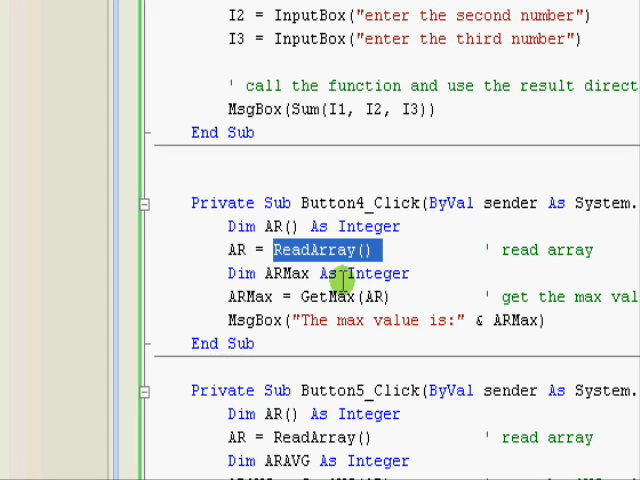 I2 = InputBox("enter the second number")
I3 = InputBox("enter the third number")
' call the function and use the result direct
MsgBox(Sum(I1, I2, I3))
End Sub
Private Sub Button4_Click(ByVal sender As System.
Dim AR() As Integer
AR = ReadArray() ' read array
Dim ARMax As Integer
ARMax = GetMax(AR) ' get the max val
MsgBox("The max value is:" & ARMax)
End Sub
Private Sub Button5_Click(ByVal sender As System.
Dim AR() As Integer
AR = ReadArray() ' read array
Dim ARAVG As Integer